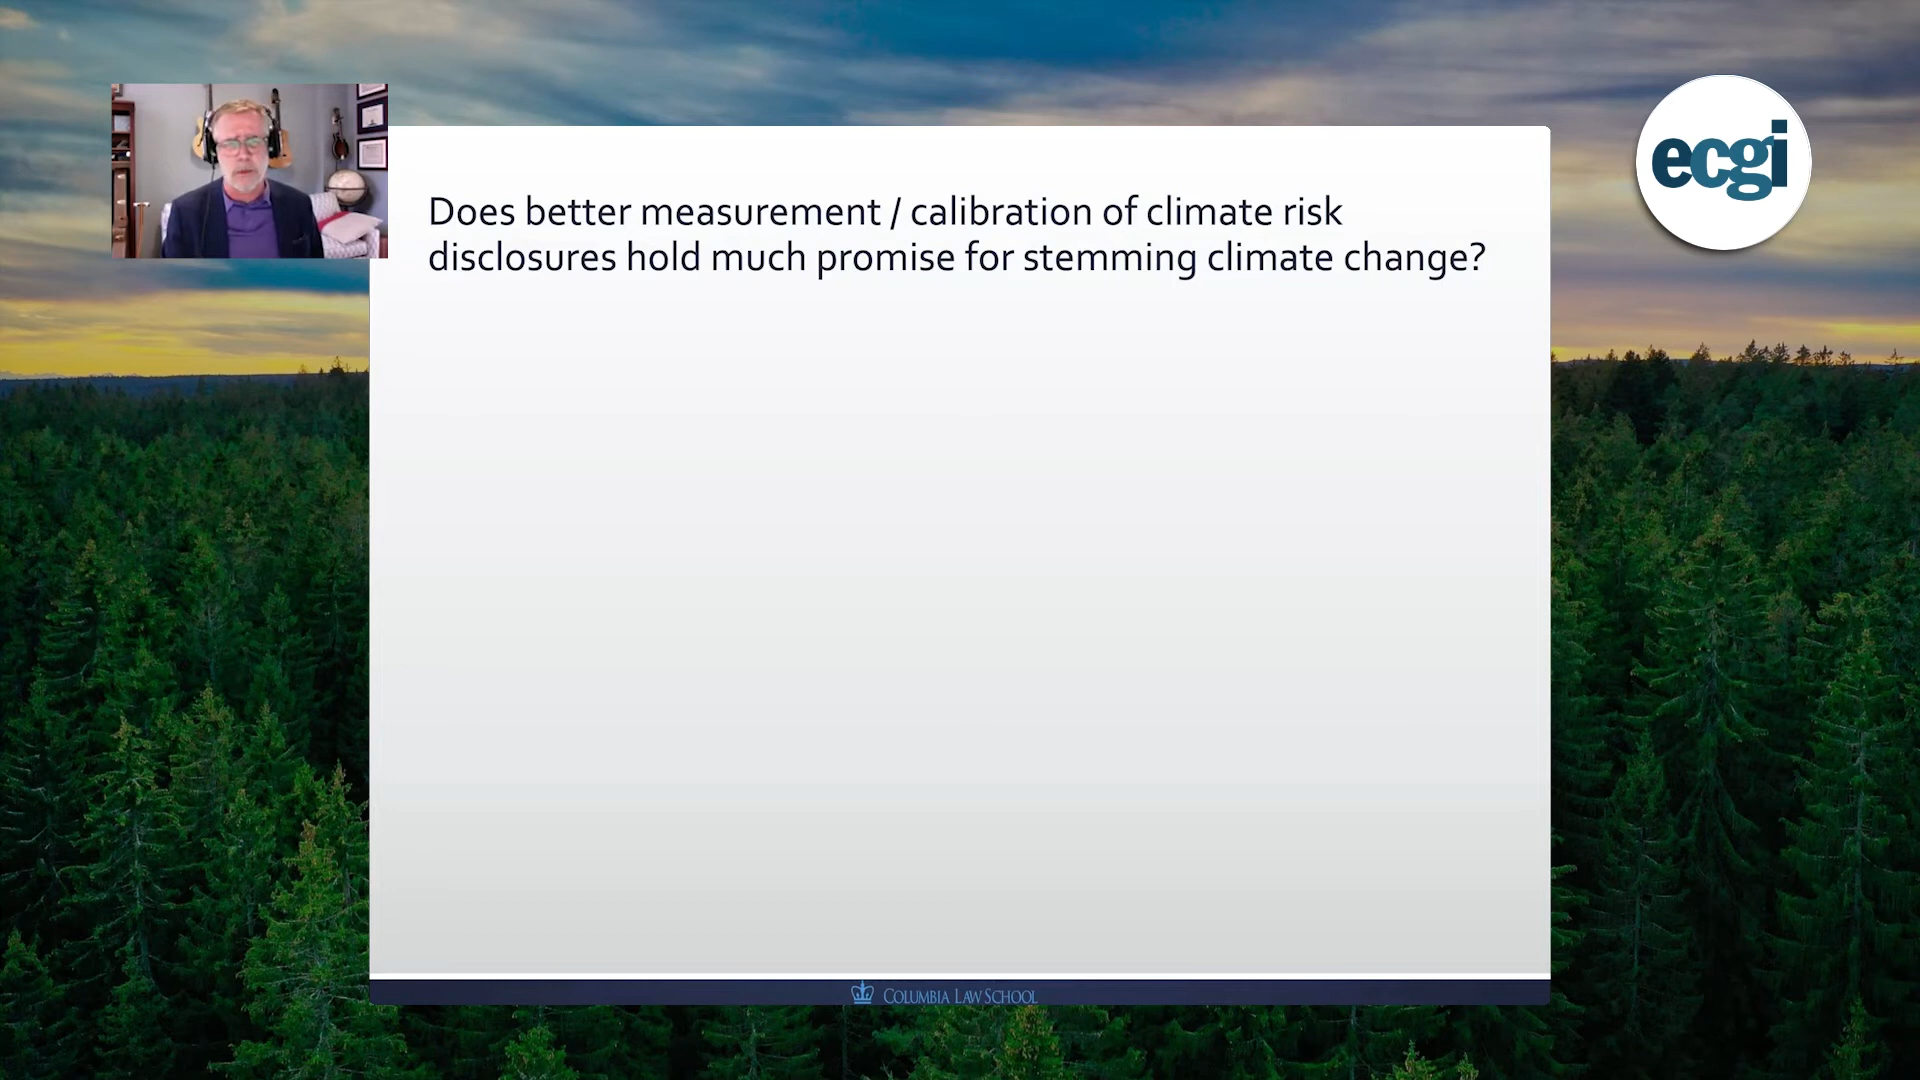 ecgi
Does better measurement / calibration of climate risk
disclosures hold much promise for stemming climate change?
COLUMBIA LAW SCHOOL